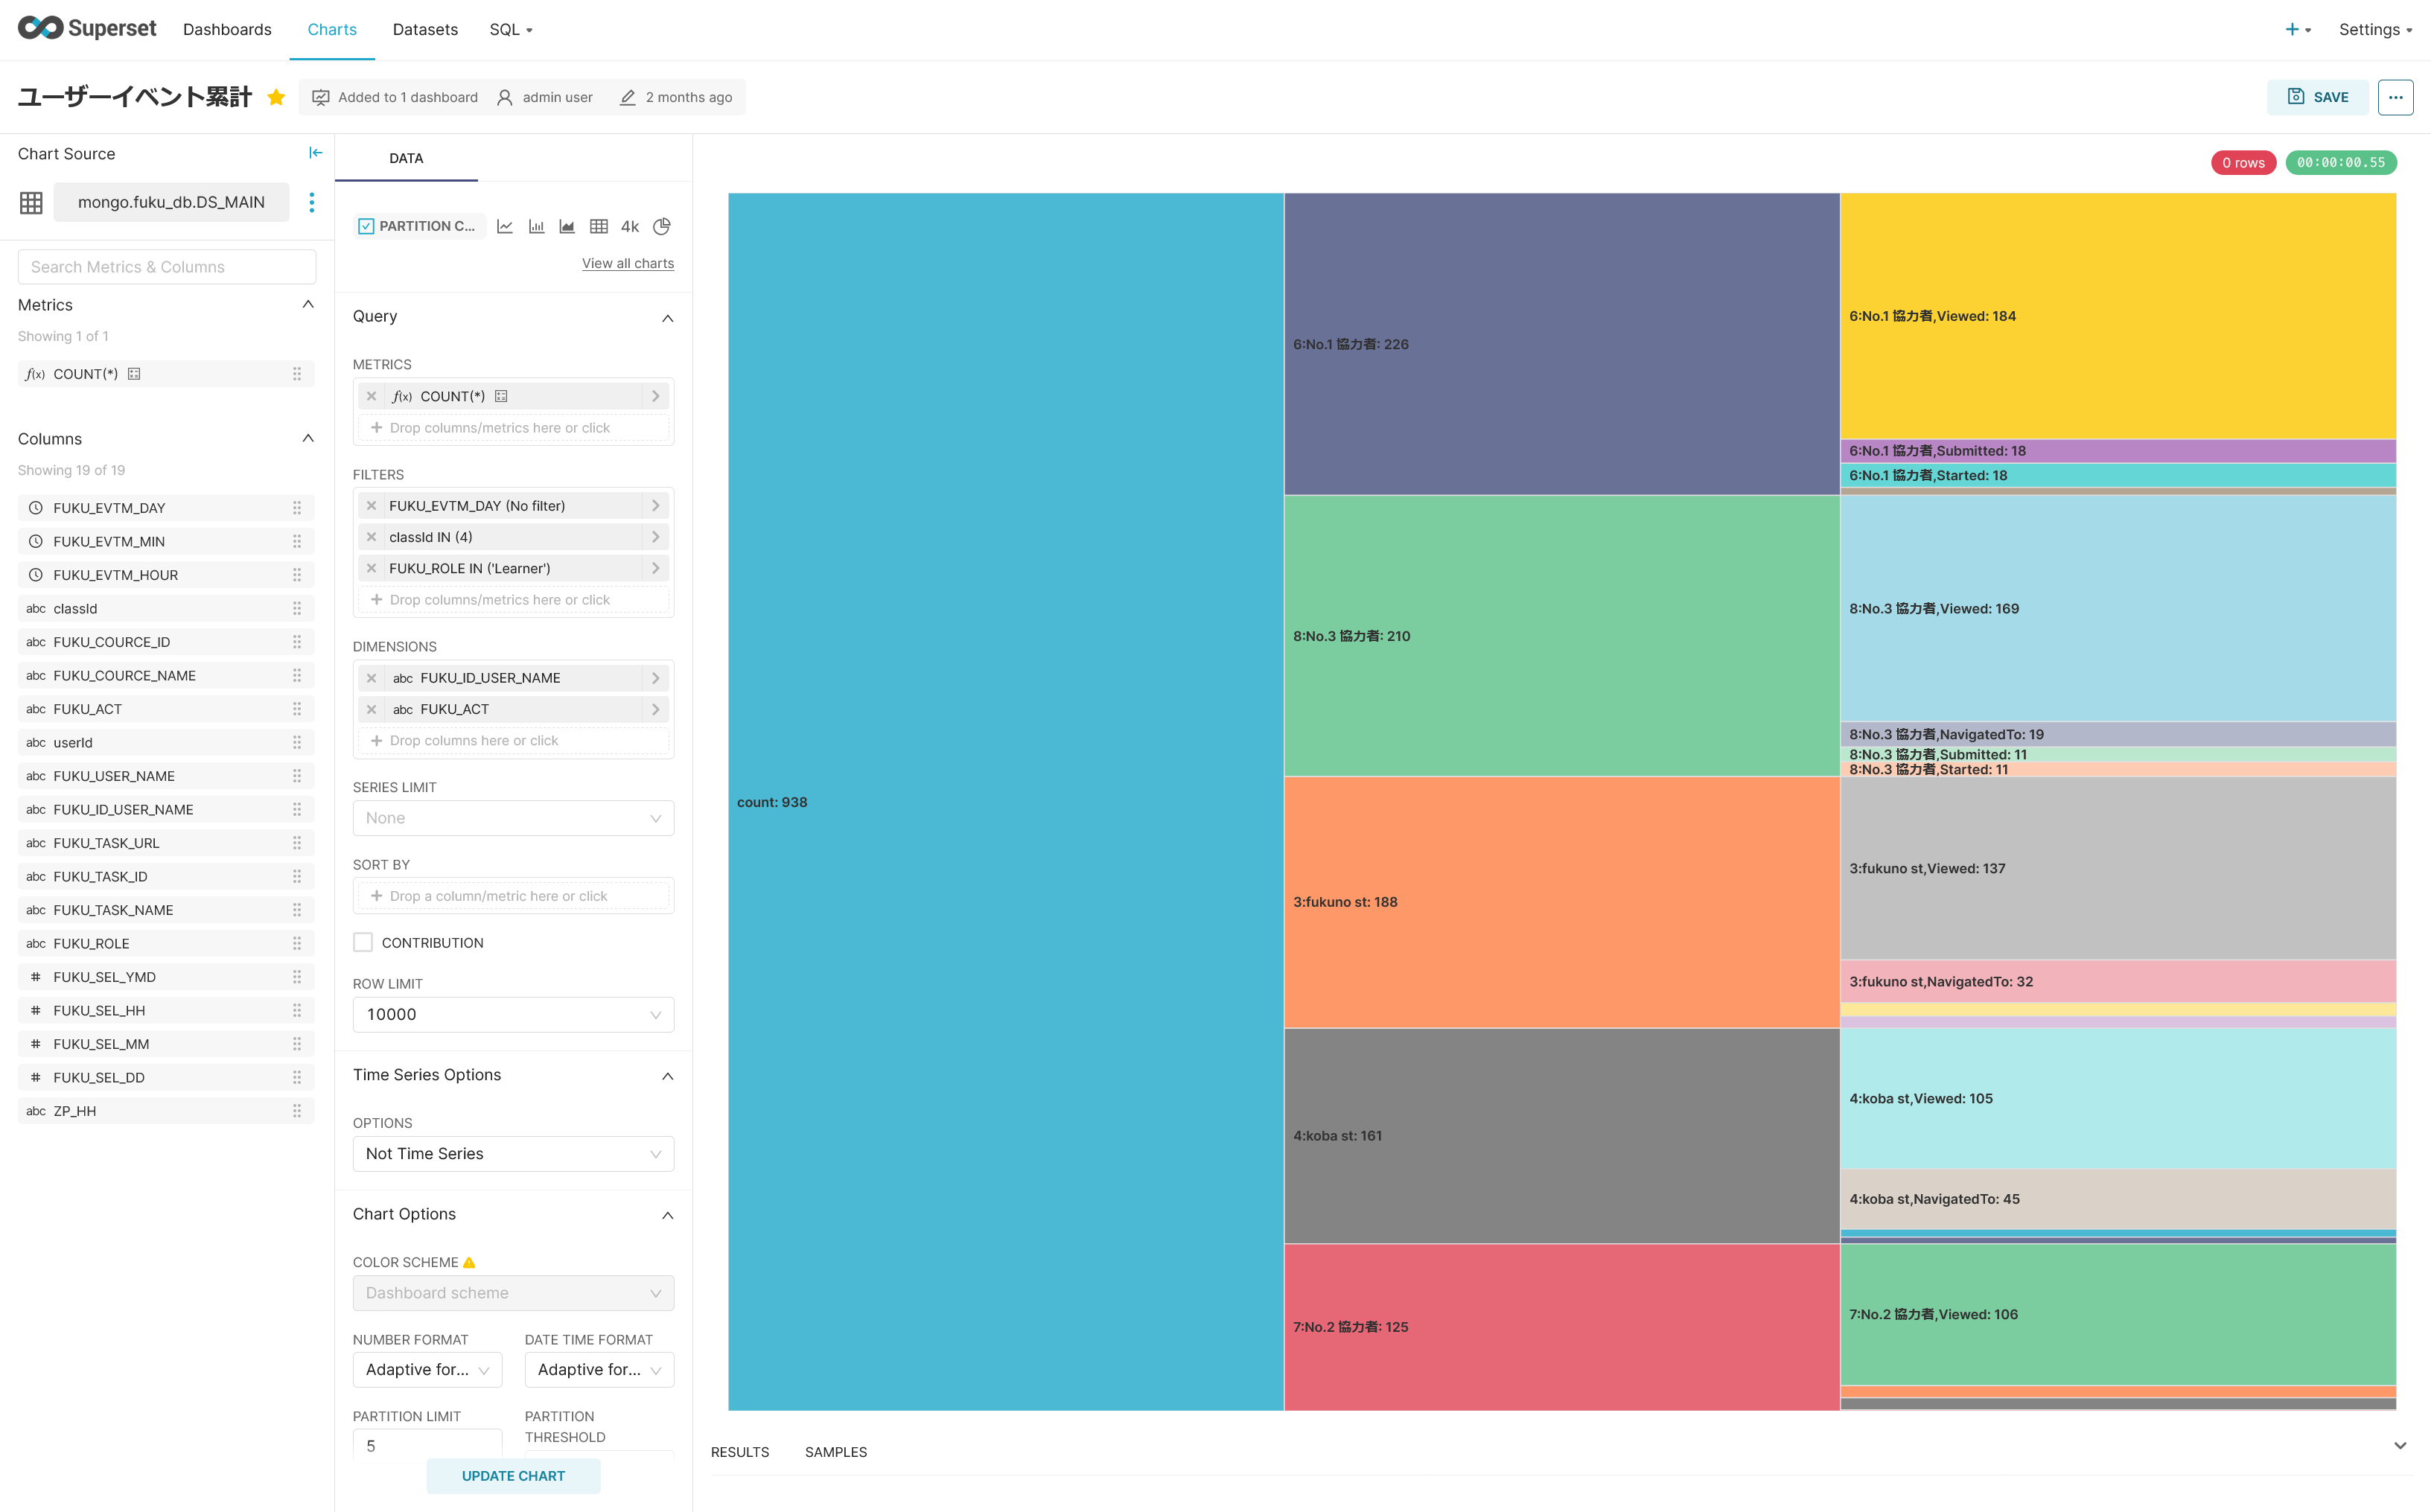 Superset
Dashboards
Charts
Datasets
SQL
Settings
ユーザーイベント累計
Added to 1 dashboard
admin user
2 months ago
SAVE
Chart Source
mongo.fuku_db.DS_MAIN
Search Metrics & Columns
Metrics
Showing 1 of 1
f(x) COUNT(*)
Columns
Showing 19 of 19
FUKU_EVTM_DAY
FUKU_EVTM_MIN
FUKU_EVTM_HOUR
abc classId
abc FUKU_COURCE_ID
abc FUKU_COURCE_NAME
abc FUKU_ACT
abc userId
abc FUKU_USER_NAME
abc FUKU_ID_USER_NAME
abc FUKU_TASK_URL
abc FUKU_TASK_ID
abc FUKU_TASK_NAME
abc FUKU_ROLE
# FUKU_SEL_YMD
# FUKU_SEL_HH
# FUKU_SEL_MM
# FUKU_SEL_DD
abc ZP_HH
DATA
PARTITION C...
4k
View all charts
Query
METRICS
f(x) COUNT(*)
Drop columns/metrics here or click
FILTERS
FUKU_EVTM_DAY (No filter)
classId IN (4)
FUKU_ROLE IN ('Learner')
Drop columns/metrics here or click
DIMENSIONS
abc FUKU_ID_USER_NAME
abc FUKU_ACT
Drop columns here or click
SERIES LIMIT
None
SORT BY
Drop a column/metric here or click
CONTRIBUTION
ROW LIMIT
10000
Time Series Options
OPTIONS
Not Time Series
Chart Options
COLOR SCHEME
Dashboard scheme
NUMBER FORMAT
DATE TIME FORMAT
Adaptive for...
Adaptive for...
PARTITION LIMIT
PARTITION
THRESHOLD
5
UPDATE CHART
0 rows
00:00:00.55
count: 938
6:No.1 協力者: 226
8:No.3 協力者: 210
3:fukuno st: 188
4:koba st: 161
7:No.2 協力者: 125
6:No.1 協力者,Viewed: 184
6:No.1 協力者,Submitted: 18
6:No.1 協力者,Started: 18
8:No.3 協力者,Viewed: 169
8:No.3 協力者,NavigatedTo: 19
8:No.3 協力者,Submitted: 11
8:No.3 協力者,Started: 11
3:fukuno st,Viewed: 137
3:fukuno st,NavigatedTo: 32
4:koba st,Viewed: 105
4:koba st,NavigatedTo: 45
7:No.2 協力者,Viewed: 106
RESULTS
SAMPLES